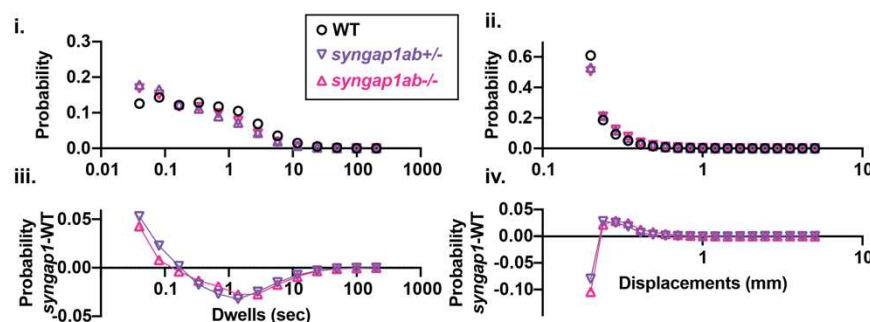 i.
Probability
0.3
0.2
0.1
0.0
0.01 0.1 1 10 100 1000
WT
syngap1ab+/-
syngap1ab-/-
ii.
Probability
0.6
0.4
0.2
0.0
0.1 1 10
iii.
Probability
syngap1-WT
0.05
0.00
-0.05
0.1 1 10 100 1000
Dwells (sec)
iv.
Probability
syngap1-WT
0.05
0.00
-0.05
-0.10
1 10
Displacements (mm)